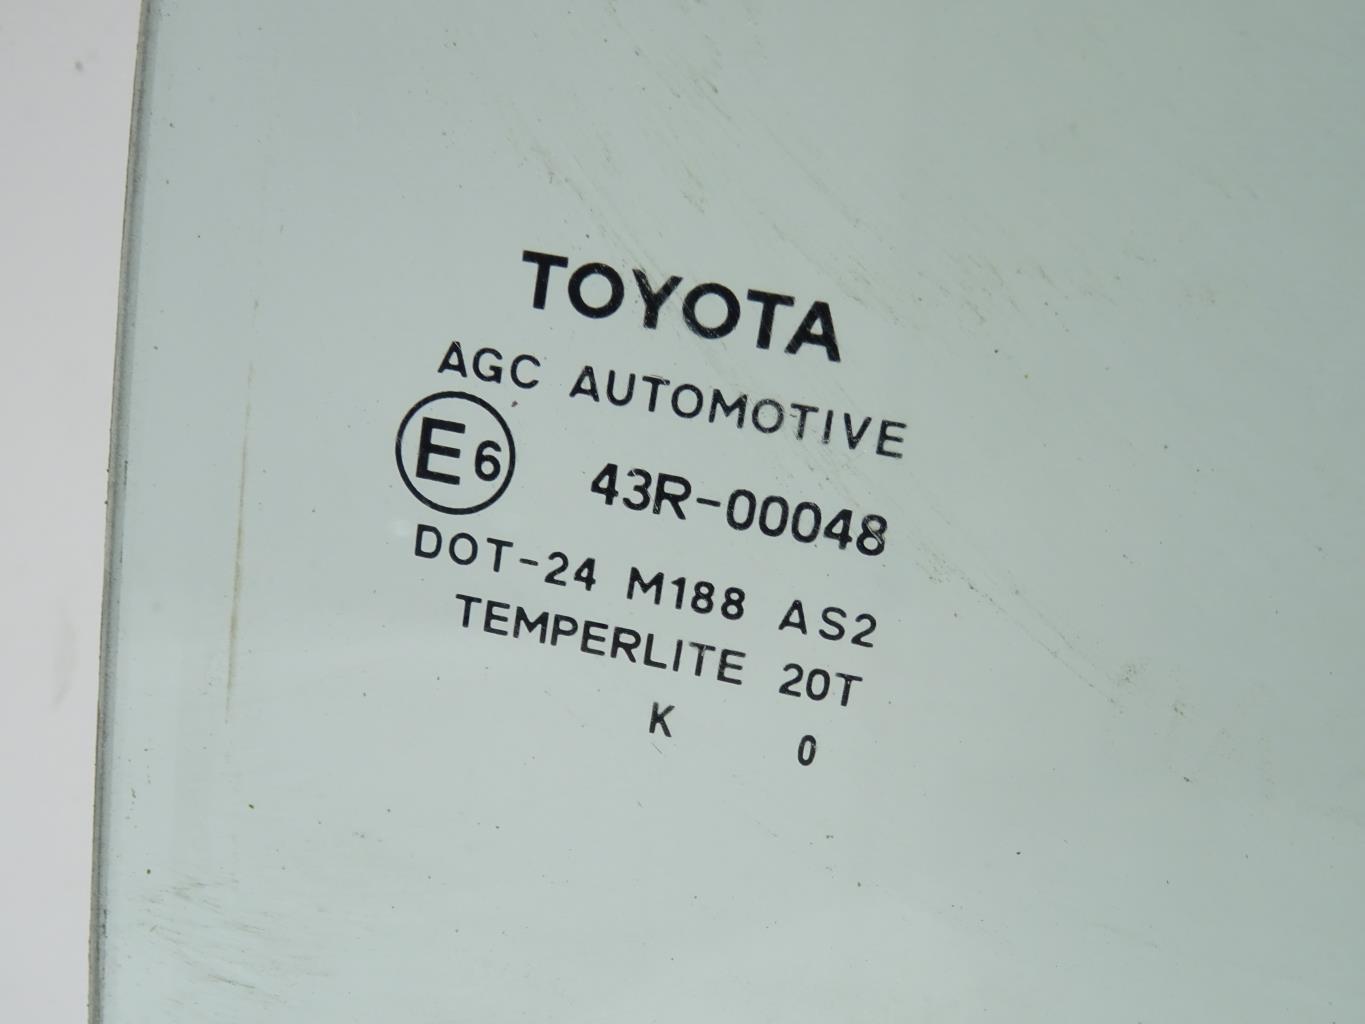 TOYOTA
AGC AUTOMOTIVE
E6 43R-00048
DOT-24 M188 AS2
TEMPERLITE 20T
K 0